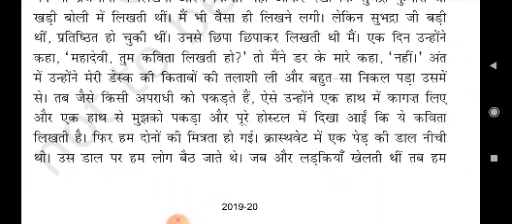 खड़ी बोली में लिखती थीं। मैं भी वैसा ही लिखने लगी। लेकिन सुभद्रा जी बड़ी
थीं, प्रतिष्ठित हो चुकी थीं। उनसे छिपा छिपाकर लिखती थी मैं। एक दिन उन्होंने
कहा, 'महादेवी, तुम कविता लिखती हो?' तो मैंने डर के मारे कहा, 'नहीं।' अंत
में उन्होंने मेरी डेस्क की किताबों की तलाशी ली और बहुत-सा निकल पड़ा उसमें
से। तब जैसे किसी अपराधी को पकड़ते हैं, ऐसे उन्होंने एक हाथ में कागज़ लिए
और एक हाथ से मुझको पकड़ा और पूरे होस्टल में दिखा आईं कि ये कविता
लिखती है। फिर हम दोनों की मित्रता हो गई। क्रास्थवेट में एक पेड़ की डाल नीची
थी। उस डाल पर हम लोग बैठ जाते थे। जब और लड़कियाँ खेलती थीं तब हम
2019-20